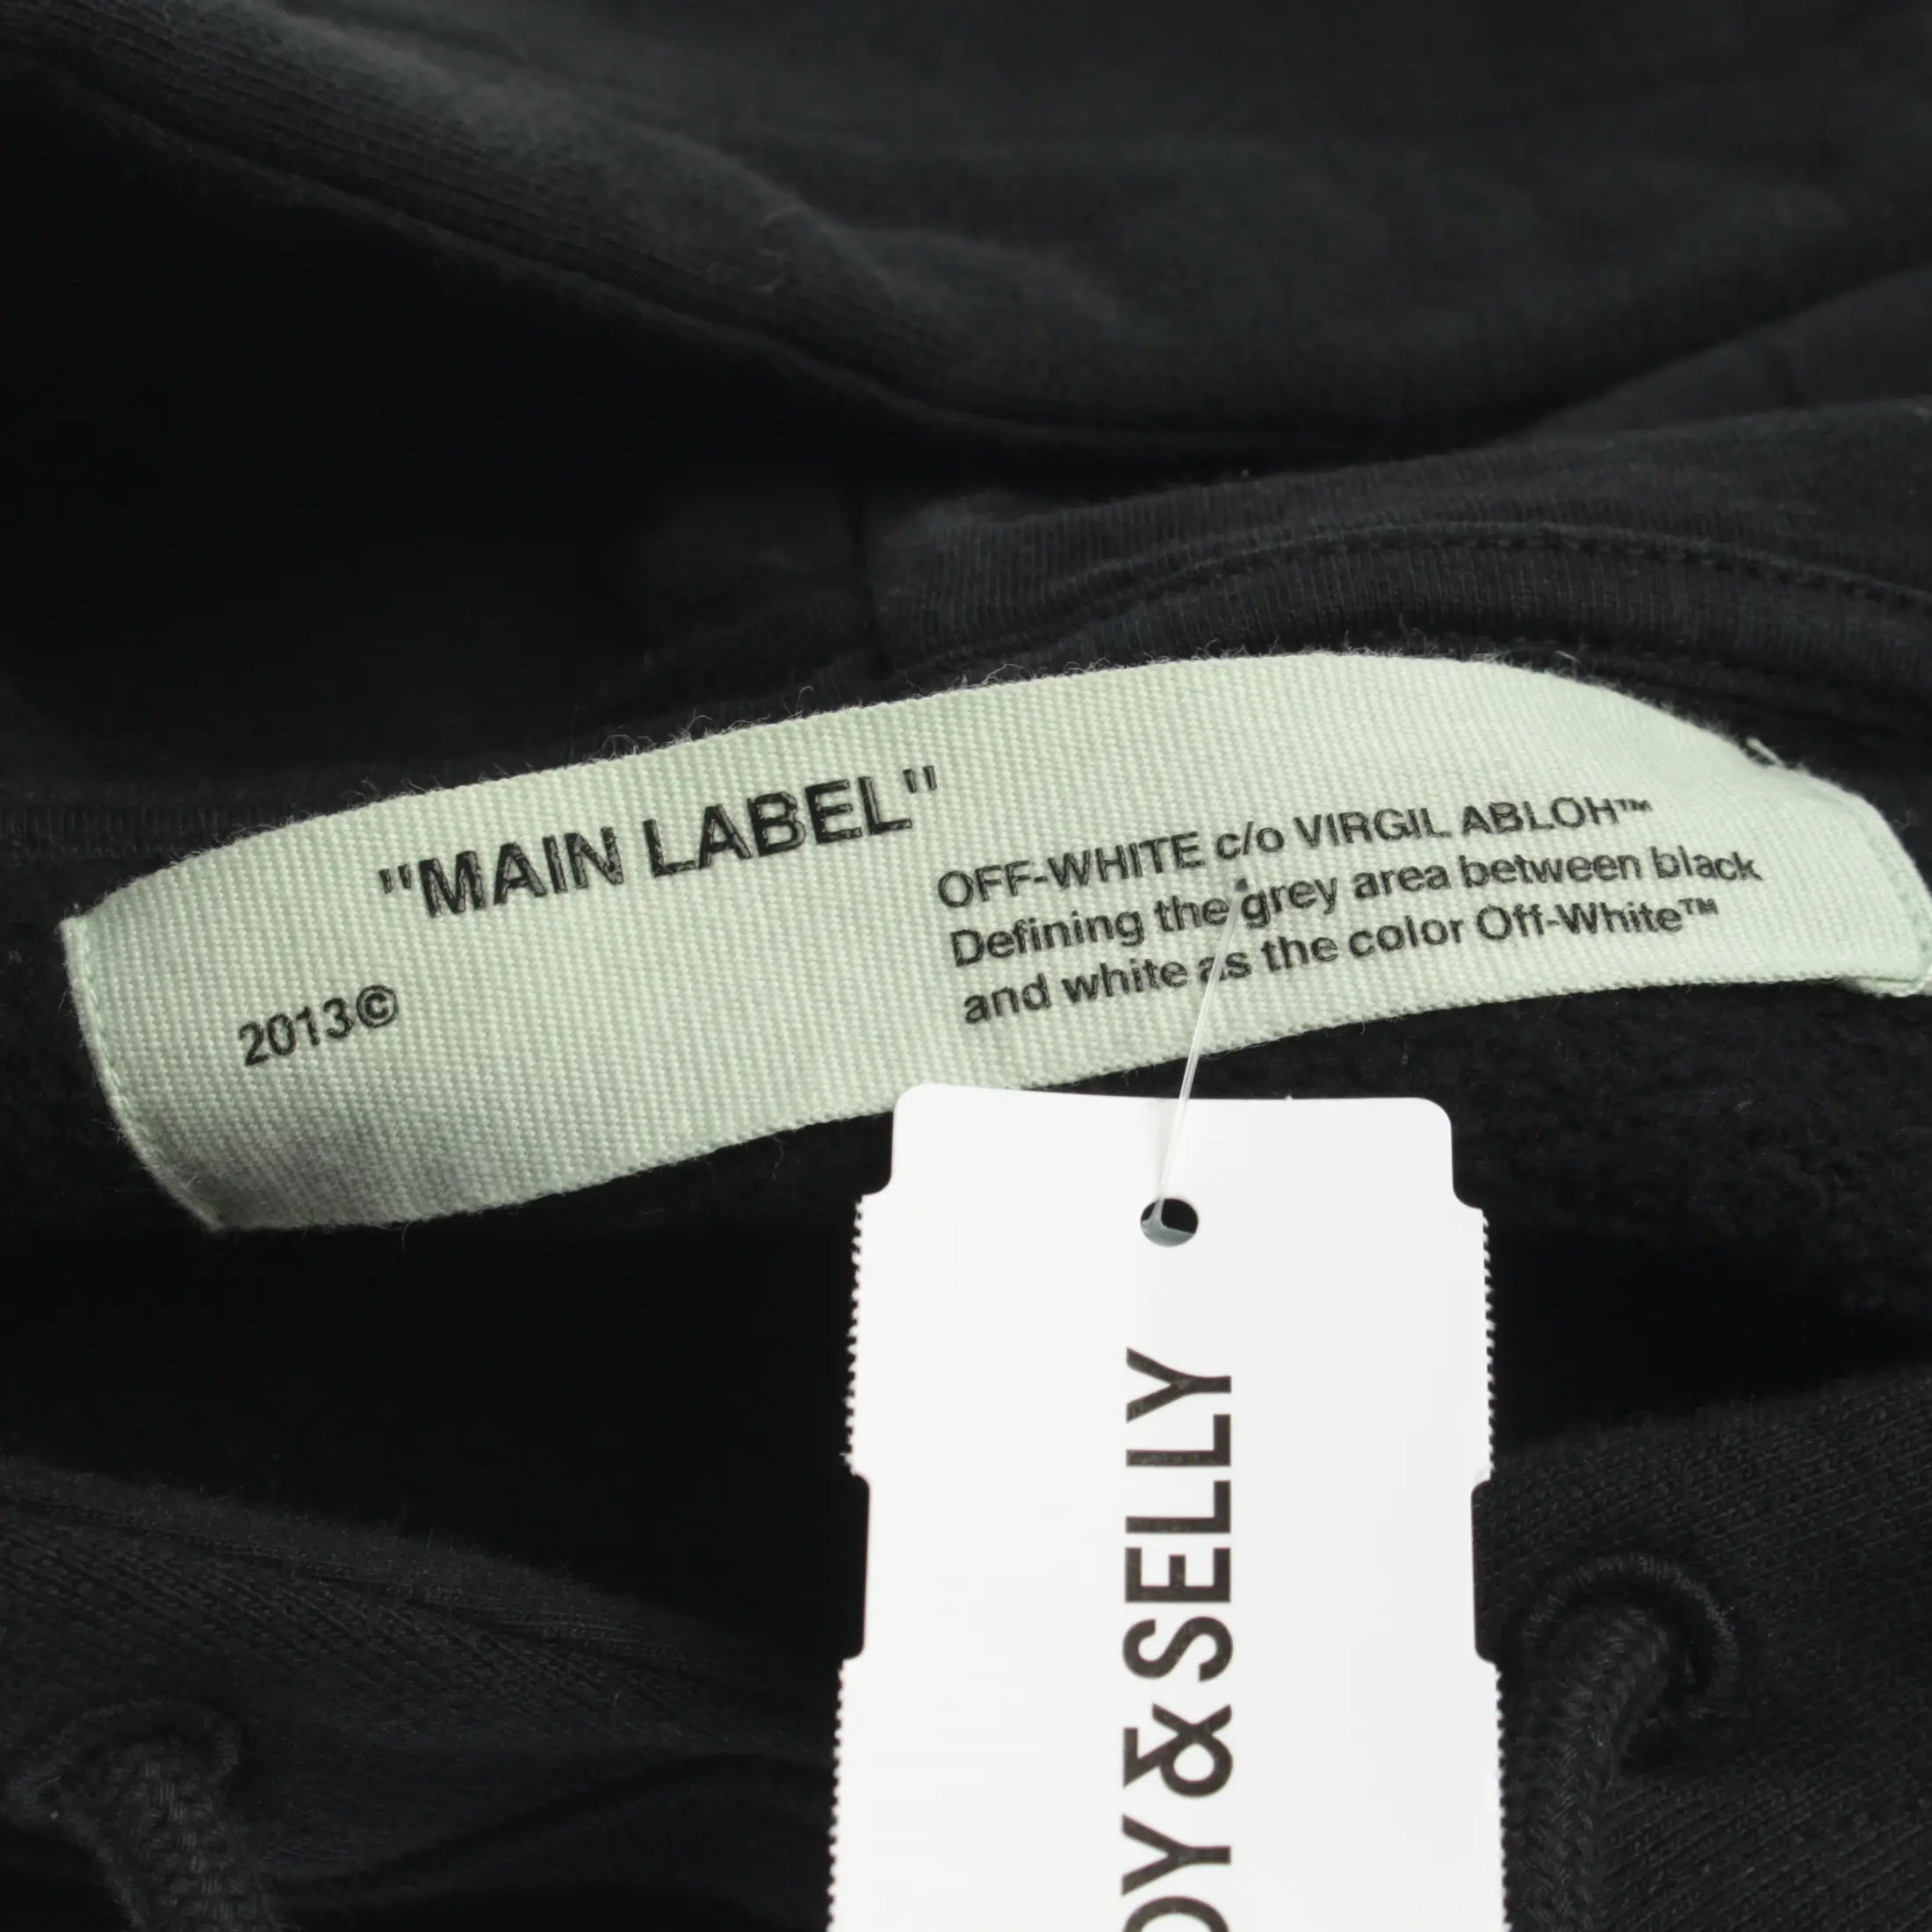 "MAIN LABEL"
2013©
OFF-WHITE c/o VIRGIL ABLOH™
Defining the grey area between black
and white as the color Off-White™
& SELLY